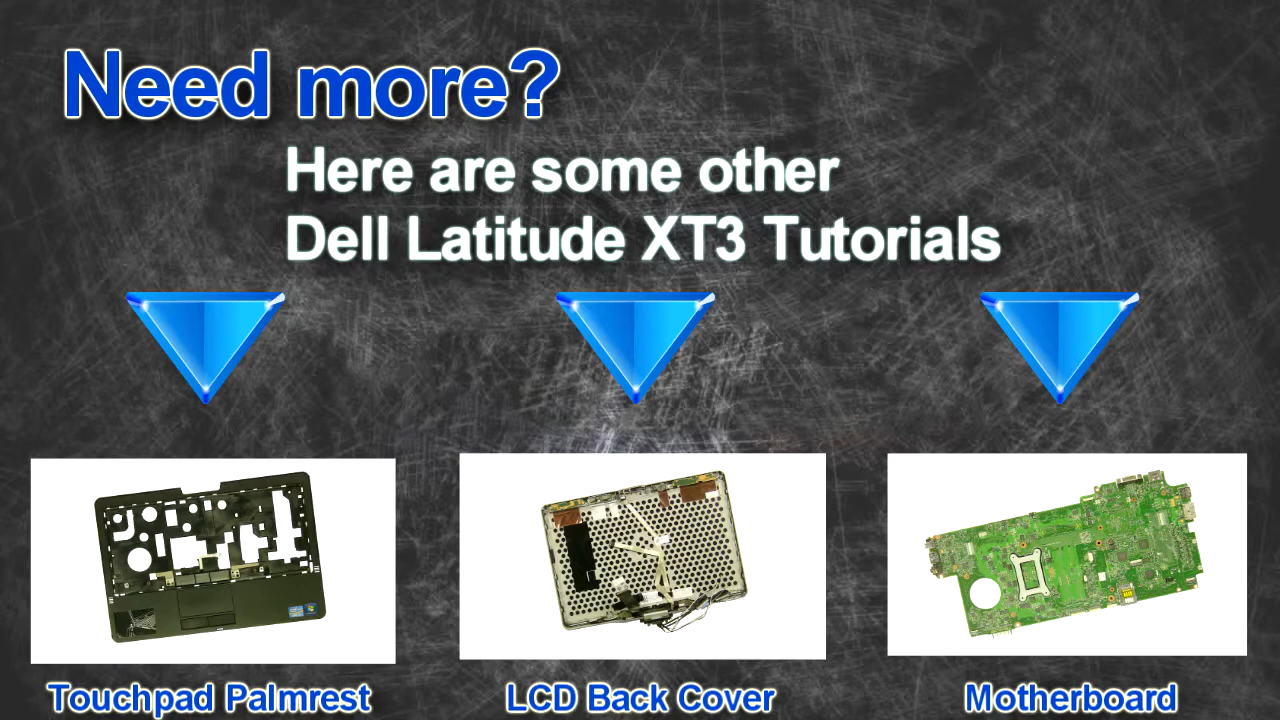 Need more?
Here are some other
Dell Latitude XT3 Tutorials
Touchpad Palmrest
LCD Back Cover
Motherboard